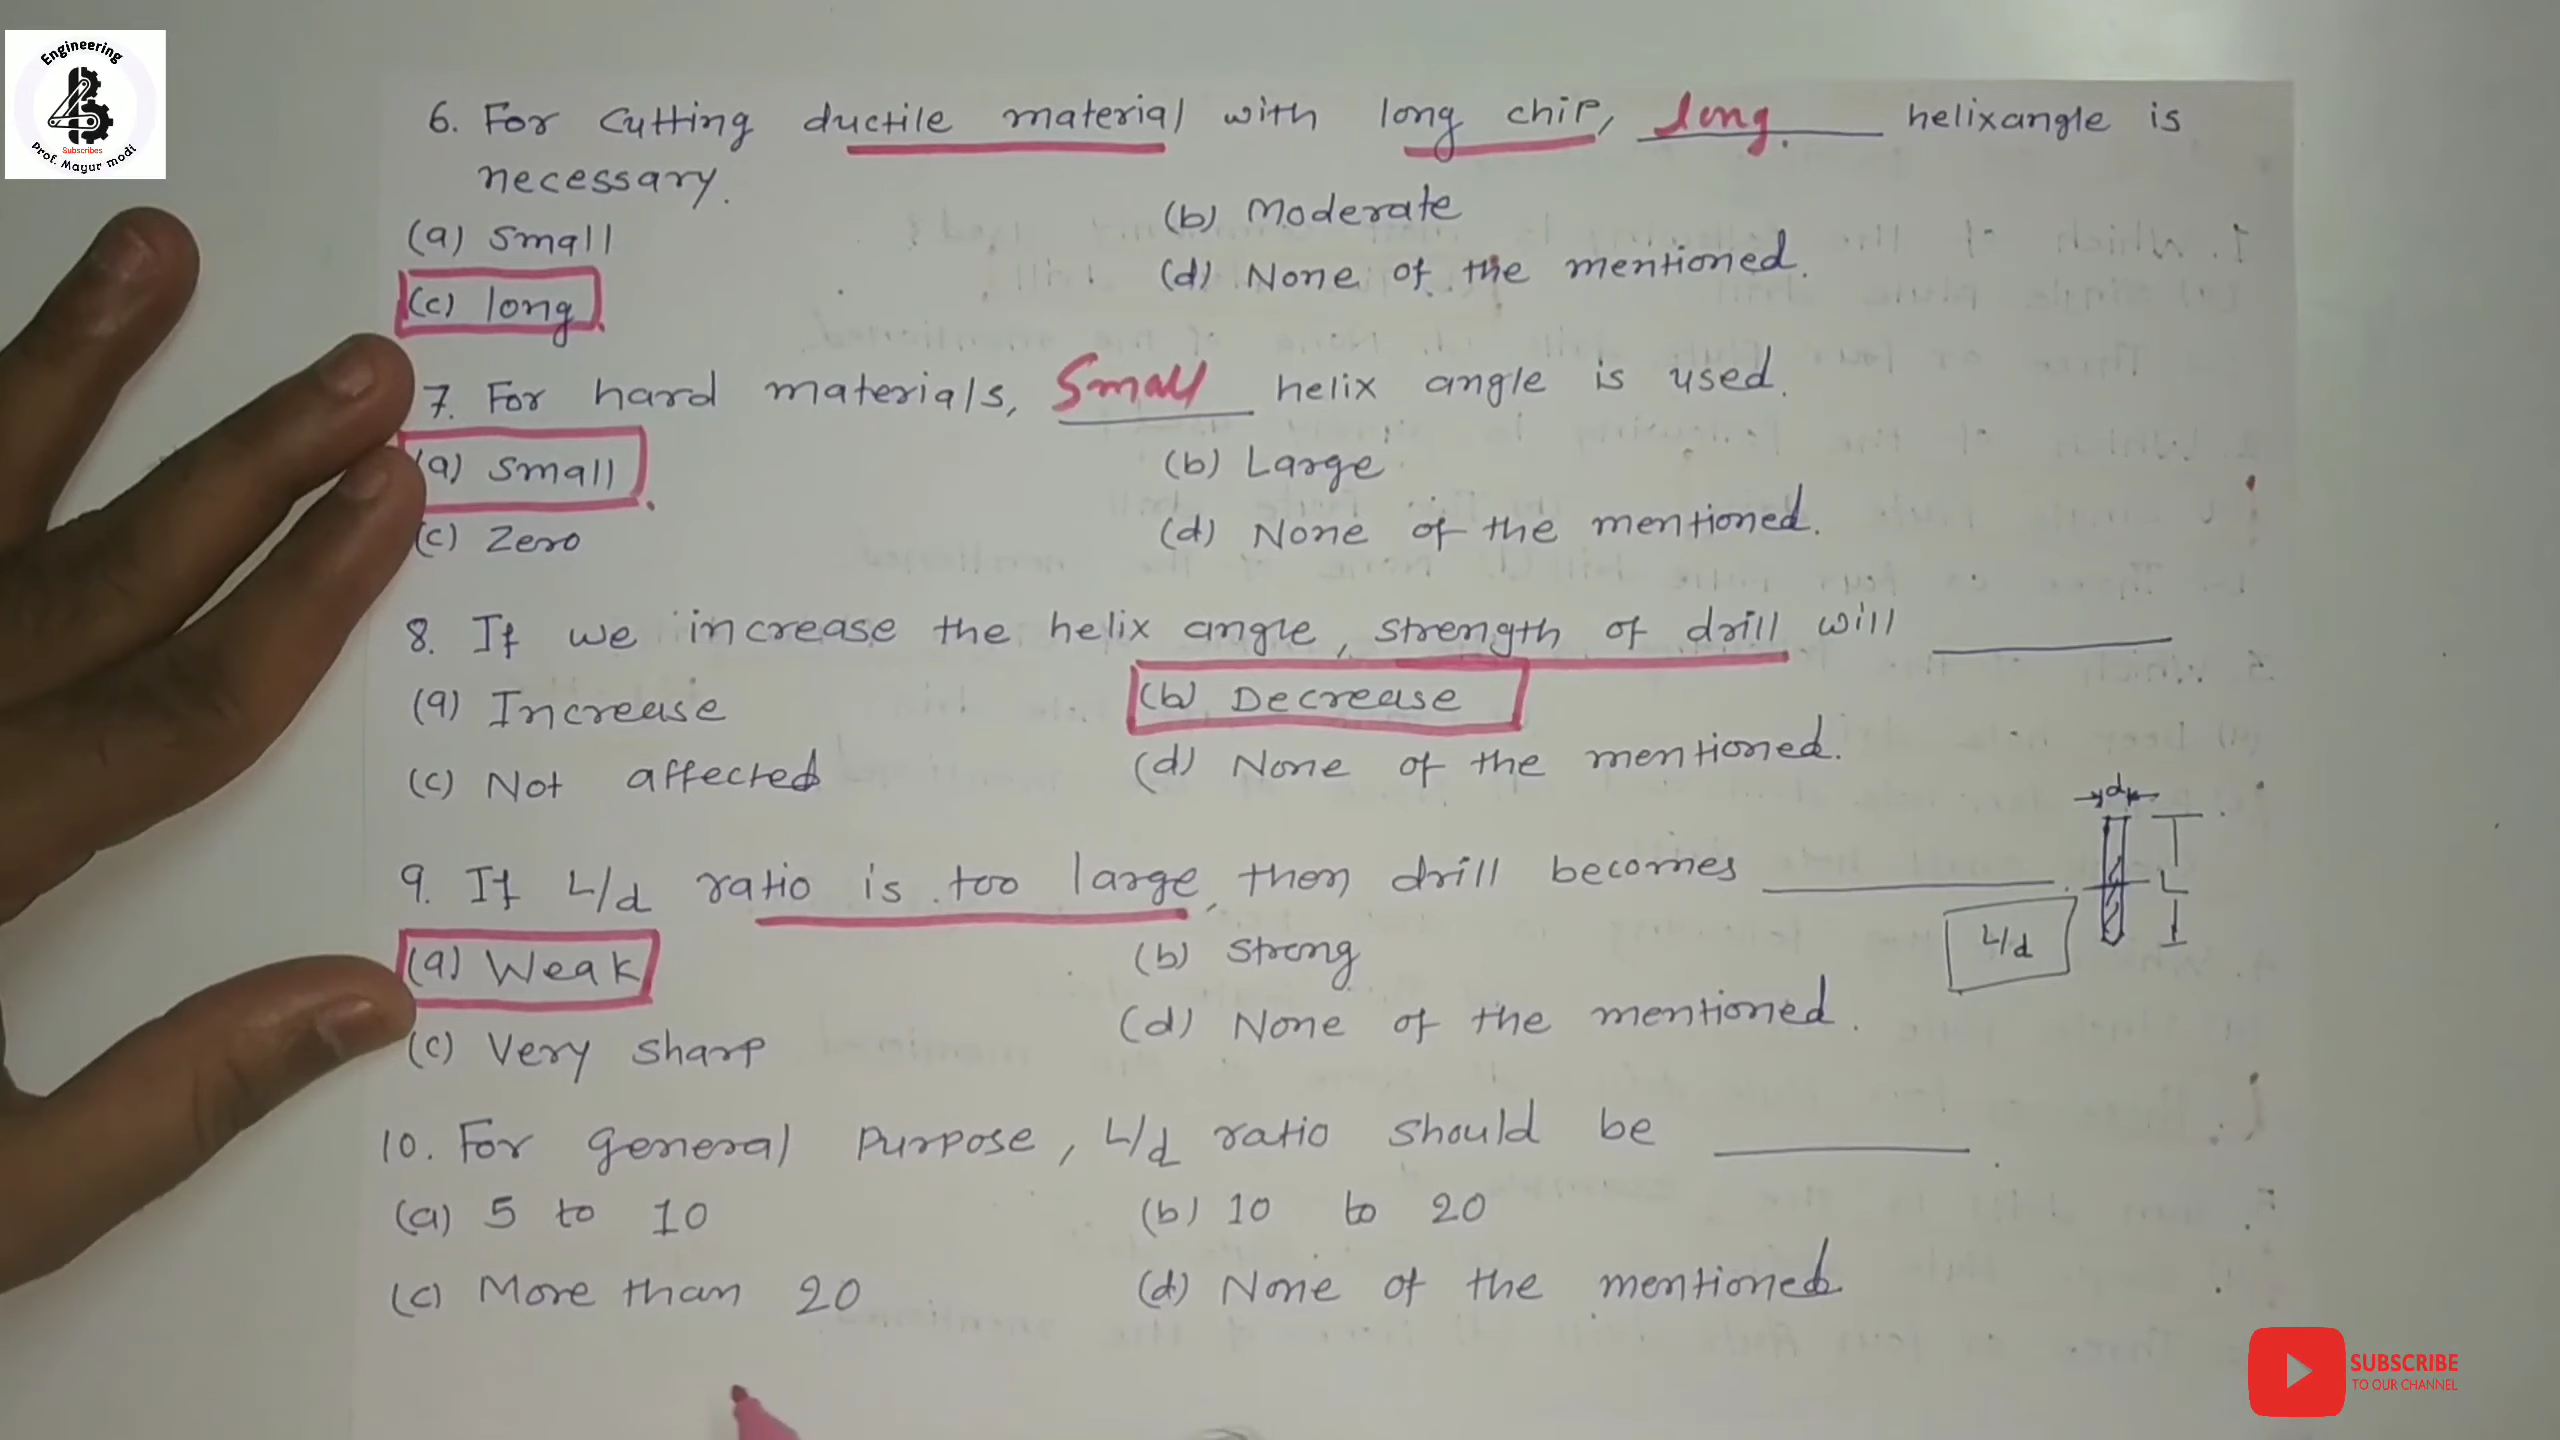 Engineering
Subscribes
Prof. Mayur modi
6. For Cutting ductile material with long chip, long. helixangle is
necessary.
(a) Small
(b) Moderate
(c) long
(d) None of the mentioned.
7. For hard materials, Small helix angle is used.
(a) Small
(b) Large
(c) Zero
(d) None of the mentioned.
8. If we increase the helix angle, strength of drill will
(a) Increase
(b) Decrease
(c) Not affected
(d) None of the mentioned.
d
9. If L/d ratio is too large, then drill becomes
L
L/d
(a) Weak
(b) Strong
(c) Very sharp
(d) None of the mentioned.
10. For general Purpose, L/d ratio should be
(a) 5 to 10
(b) 10 to 20
(c) More than 20
(d) None of the mentioned
SUBSCRIBE
TO OUR CHANNEL